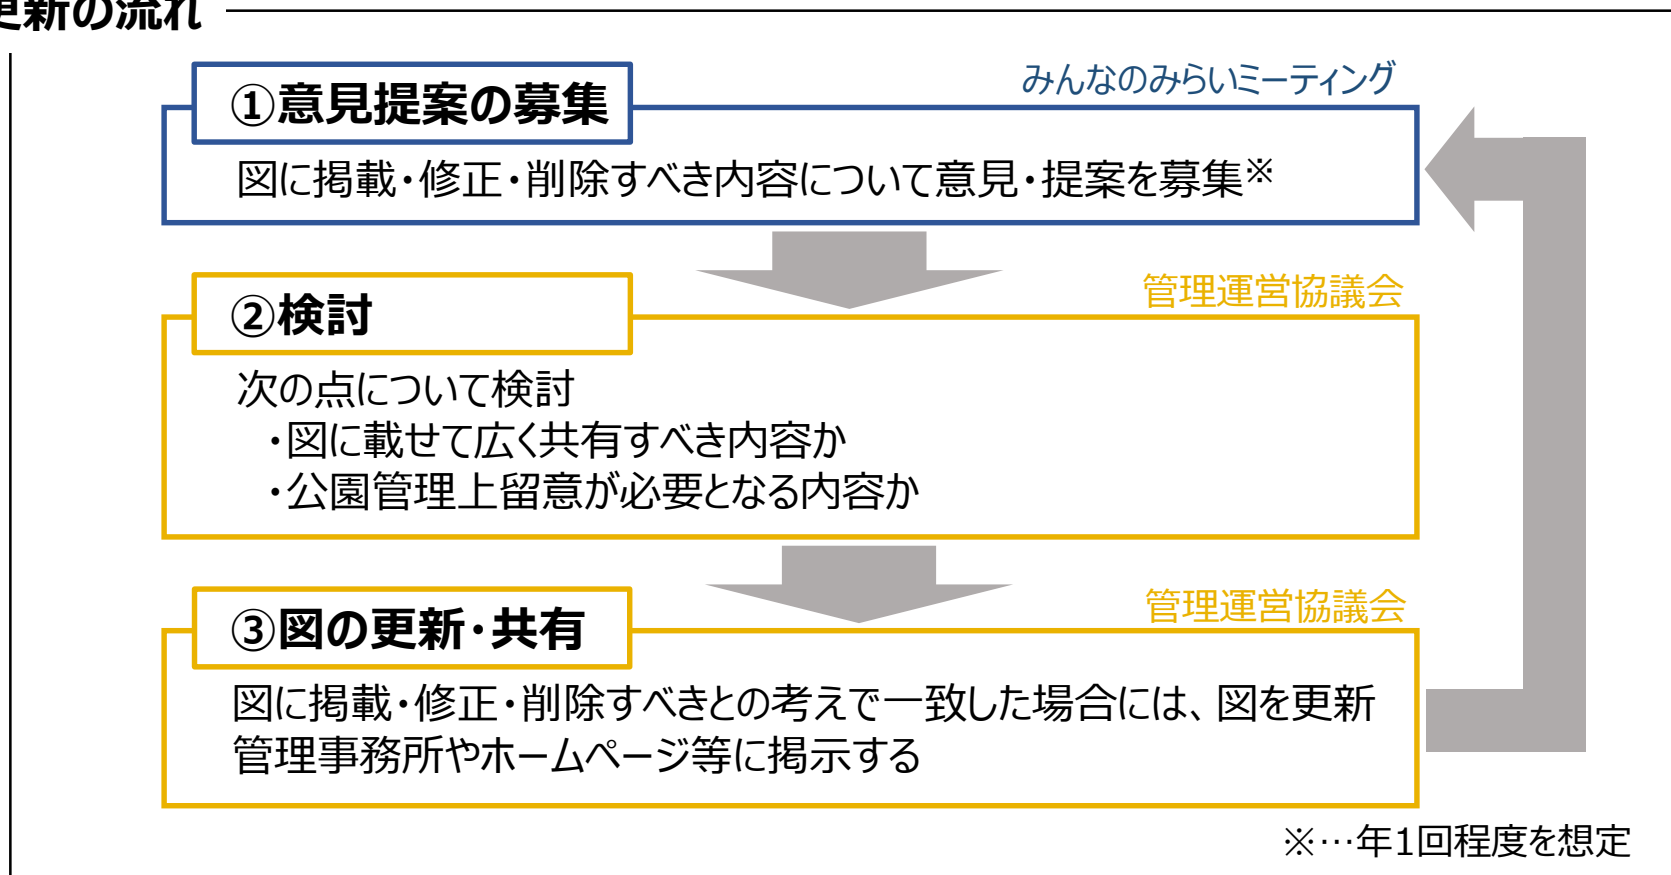 更新の流れ
みんなのみらいミーティング
①意見提案の募集
図に掲載・修正・削除すべき内容について意見・提案を募集※
管理運営協議会
②検討
次の点について検討
・図に載せて広く共有すべき内容か
・公園管理上留意が必要となる内容か
管理運営協議会
③図の更新・共有
図に掲載・修正・削除すべきとの考えで一致した場合には、図を更新
管理事務所やホームページ等に掲示する
※…年1回程度を想定